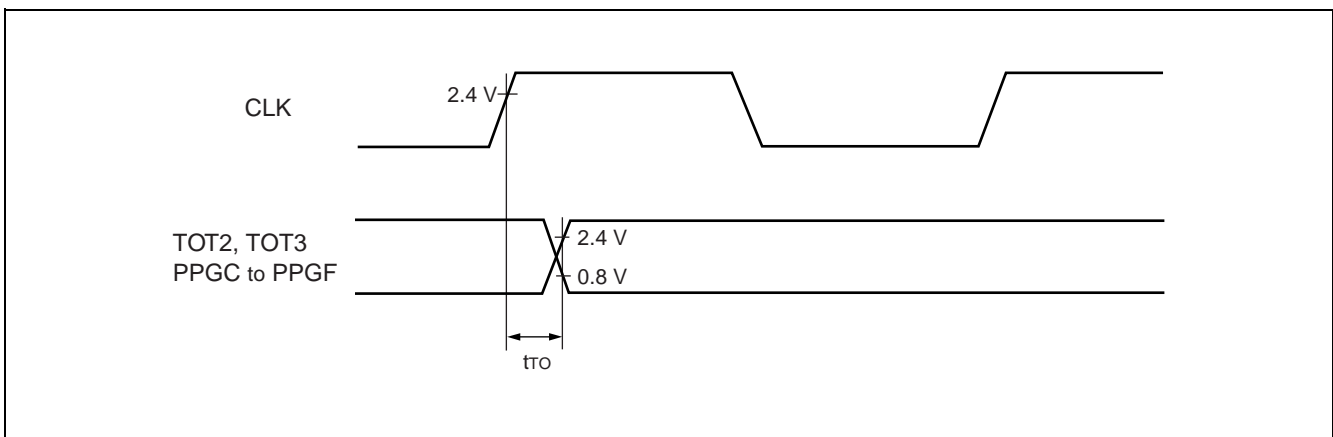 2.4 V
CLK
TOT2, TOT3
PPGC to PPGF
2.4 V
0.8 V
tTO